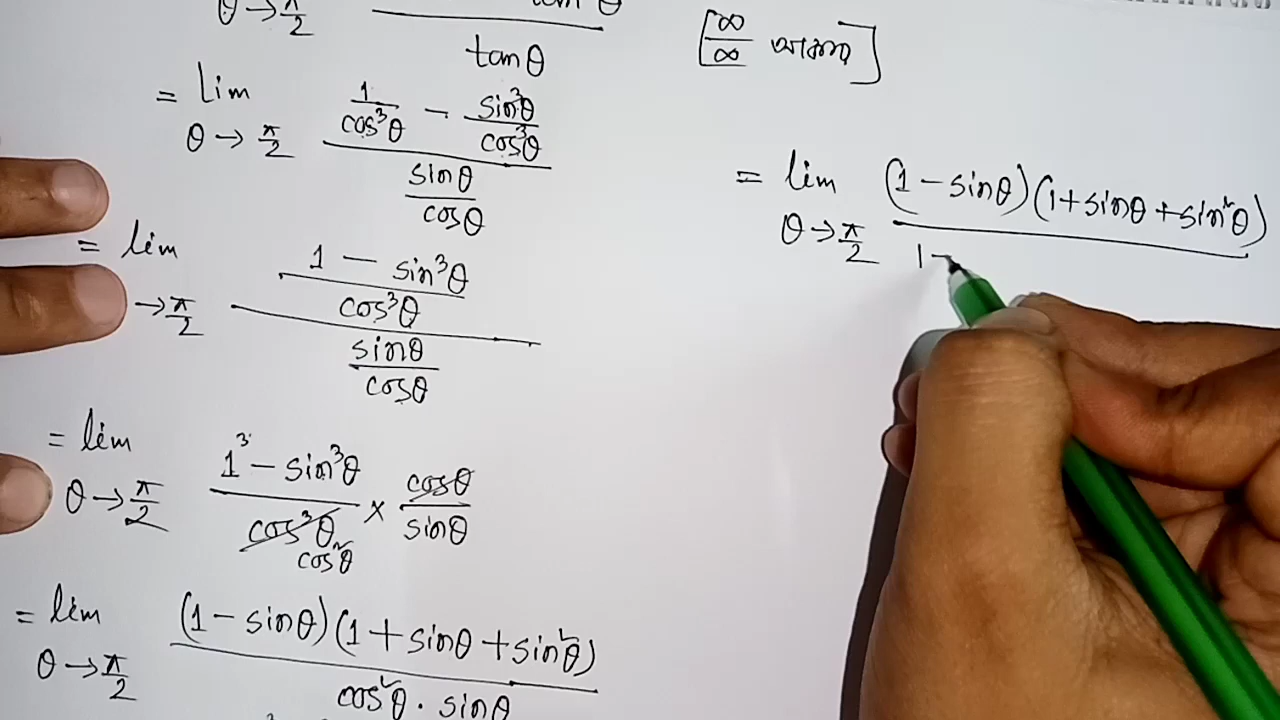 θ→π/2 tan θ
tanθ
= lim θ→π/2 (1/cos³θ − sin³θ/cos³θ) / (sinθ/cosθ)
= lim →π/2 ((1 − sin³θ)/cos³θ) / (sinθ/cosθ)
= lim θ→π/2 (1³ − sin³θ)/(cos³θ cos²θ) × cosθ/sinθ
= lim θ→π/2 (1 − sinθ)(1 + sinθ + sin²θ) / (cos²θ · sinθ)
[∞/∞ আকার]
= lim θ→π/2 (1 − sinθ)(1 + sinθ + sin²θ) / 1 −